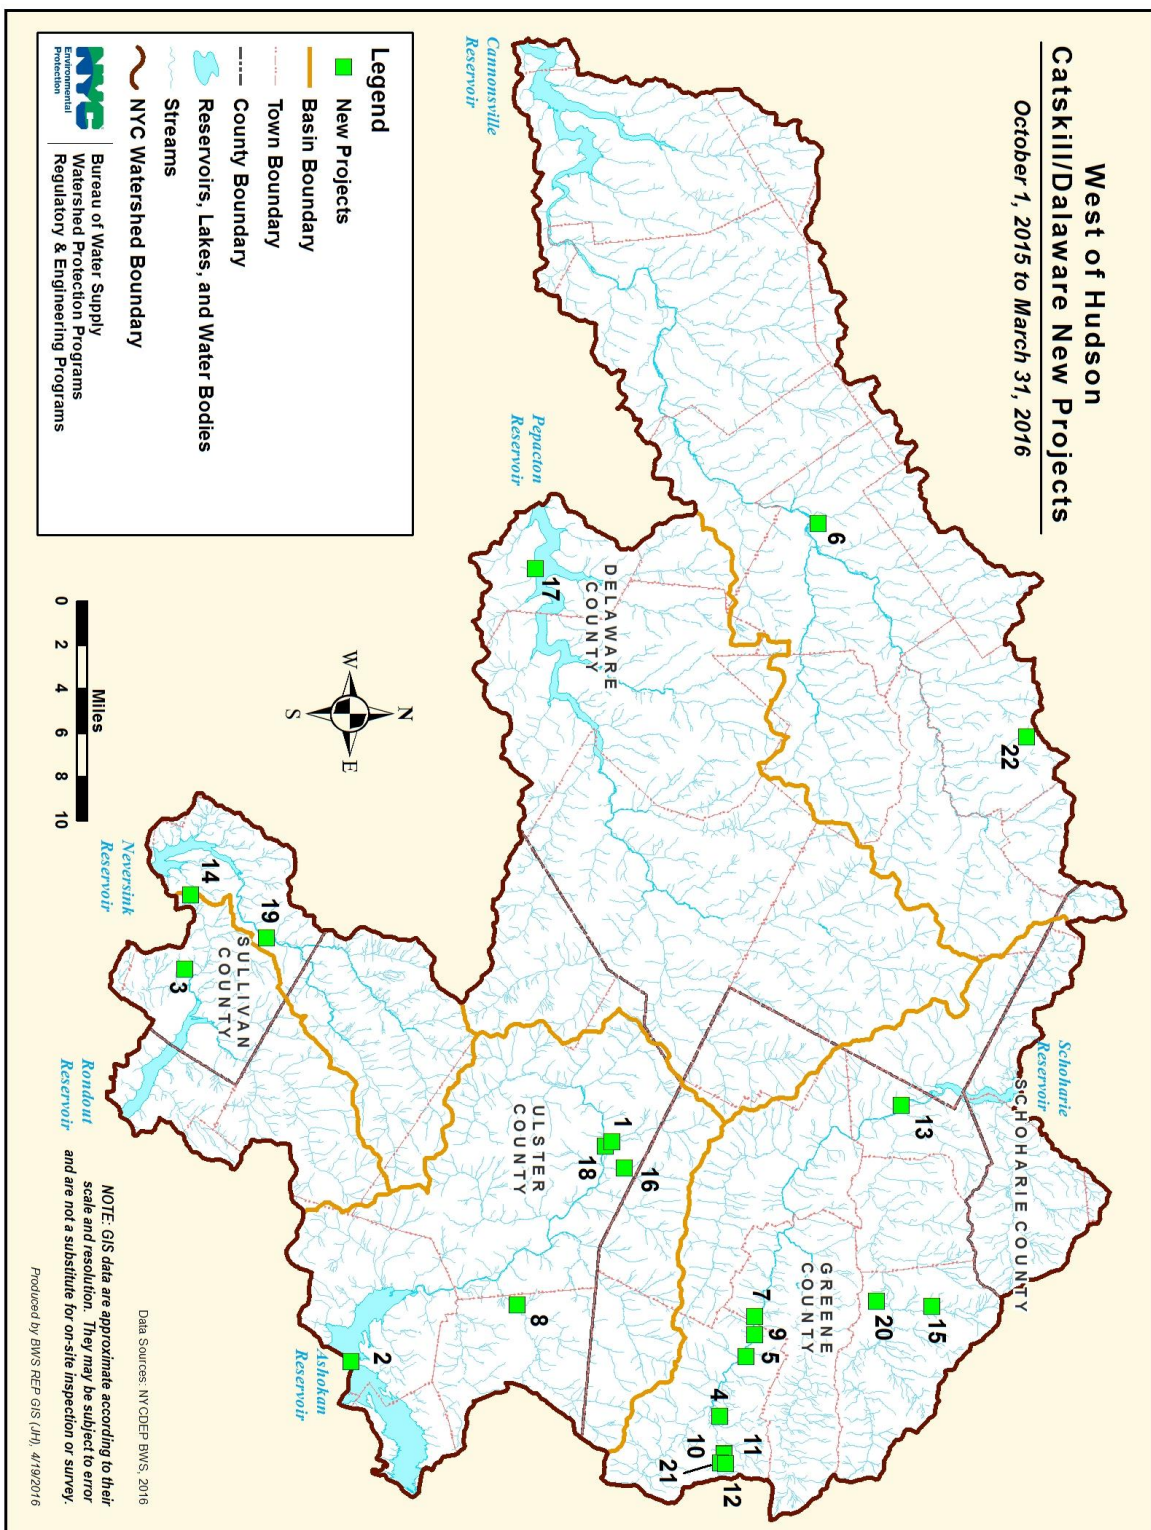 West of Hudson
Catskill/Dalaware New Projects
October 1, 2015 to March 31, 2016
Cannonsville
Reservoir
Pepacton
Reservoir
DELAWARE
COUNTY
Schoharie
Reservoir
SCHOHARIE COUNTY
GREENE
COUNTY
ULSTER
COUNTY
SULLIVAN
COUNTY
Neversink
Reservoir
Rondout
Reservoir
Ashokan
Reservoir
22
6
17
13
15
20
7
9
5
4
11
10
21
12
1
18
16
8
2
14
19
3
N
W
E
S
0 2 4 6 8 10
Miles
Legend
New Projects
Basin Boundary
Town Boundary
County Boundary
Reservoirs, Lakes, and Water Bodies
Streams
NYC Watershed Boundary
NYC
Environmental
Protection
Bureau of Water Supply
Watershed Protection Programs
Regulatory & Engineering Programs
Data Sources: NYCDEP BWS, 2016
NOTE: GIS data are approximate according to their
scale and resolution. They may be subject to error
and are not a substitute for on-site inspection or survey.
Produced by BWS REP GIS (JH), 4/19/2016